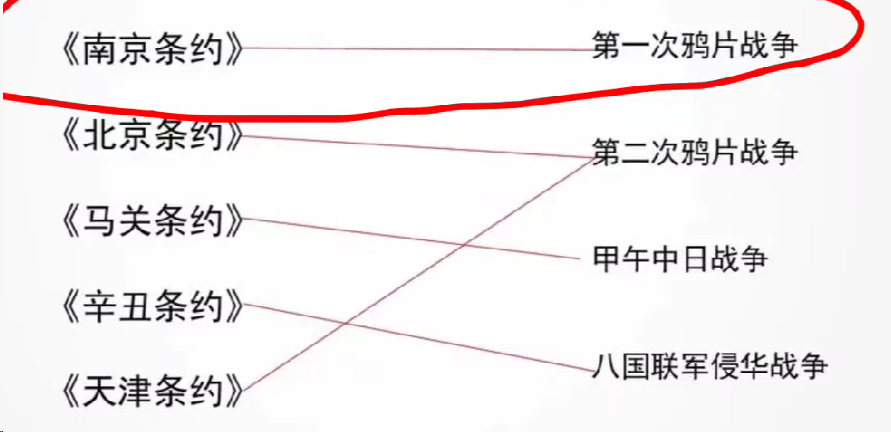 《南京条约》 第一次鸦片战争
《北京条约》 第二次鸦片战争
《马关条约》 甲午中日战争
《辛丑条约》 八国联军侵华战争
《天津条约》